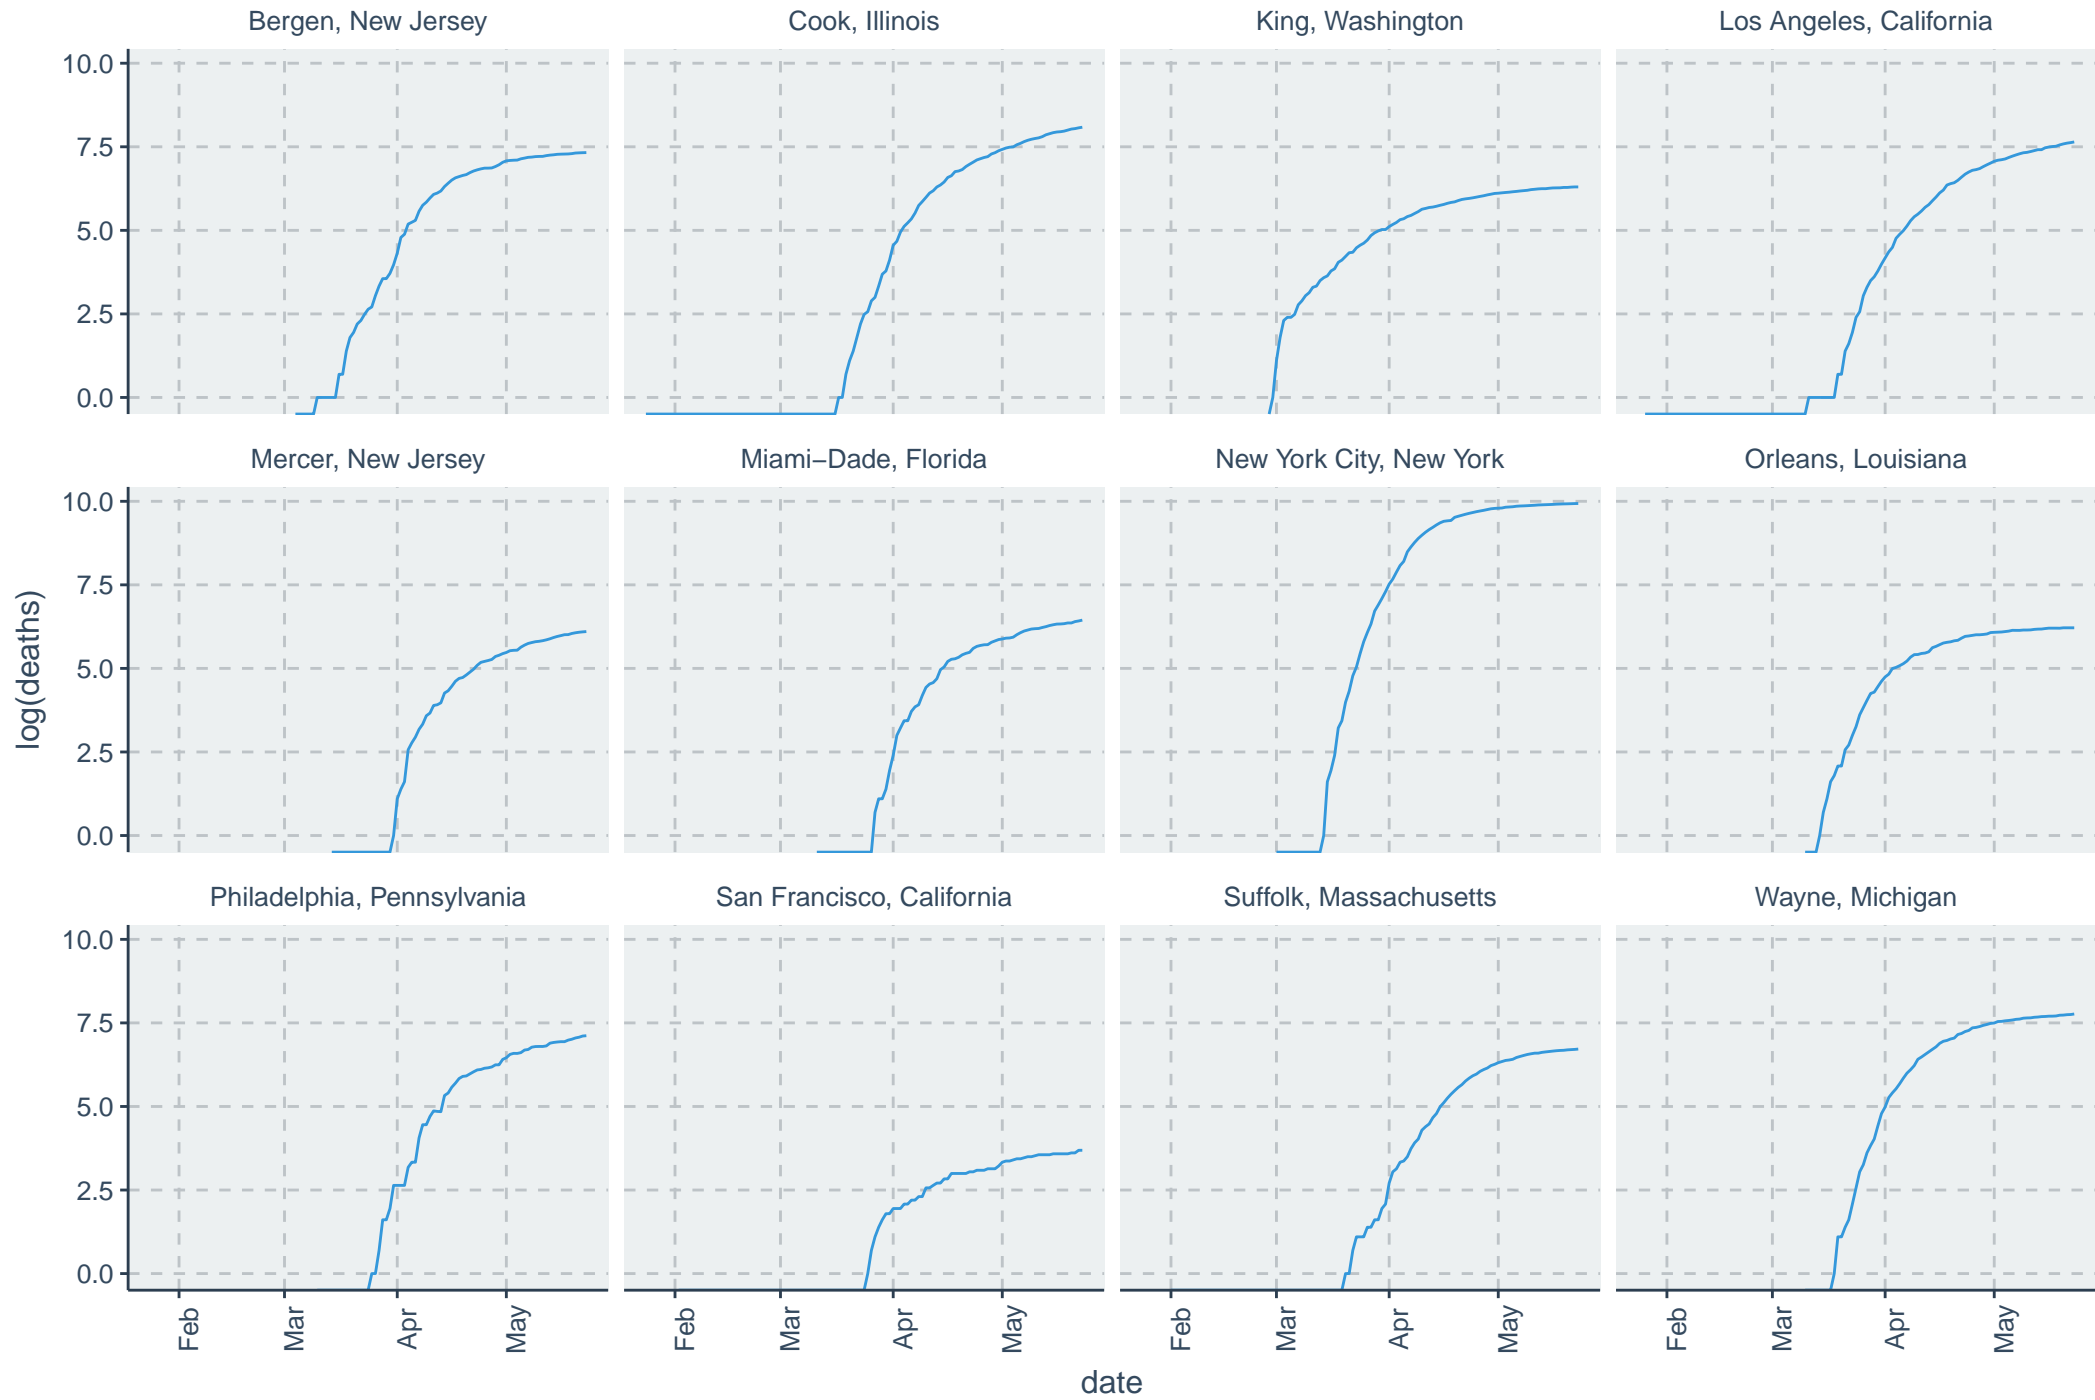 Bergen, New Jersey
Cook, Illinois
King, Washington
Los Angeles, California
10.0
7.5
5.0
2.5
0.0
Mercer, New Jersey
Miami−Dade, Florida
New York City, New York
Orleans, Louisiana
10.0
7.5
5.0
2.5
0.0
log(deaths)
Philadelphia, Pennsylvania
San Francisco, California
Suffolk, Massachusetts
Wayne, Michigan
10.0
7.5
5.0
2.5
0.0
Feb
Mar
Apr
May
Feb
Mar
Apr
May
Feb
Mar
Apr
May
Feb
Mar
Apr
May
date